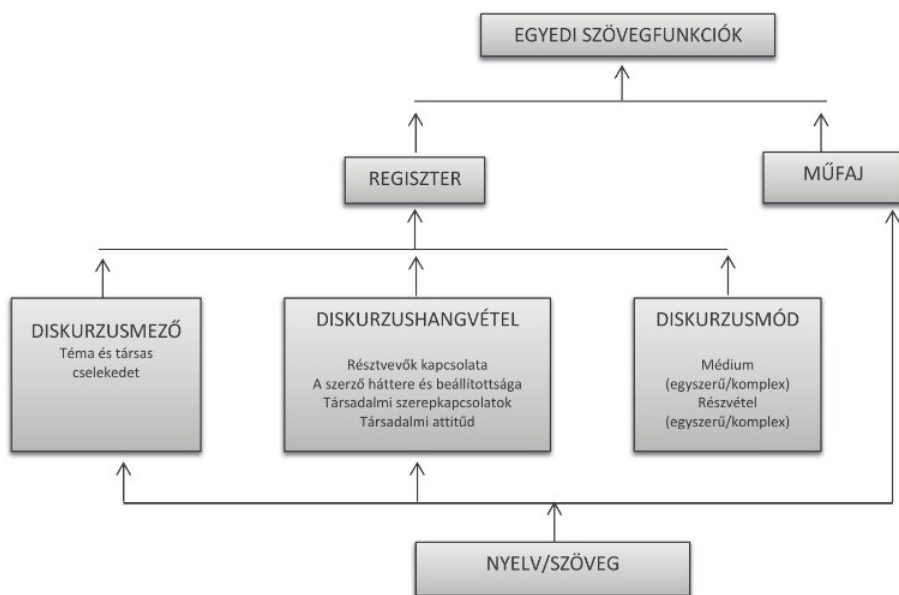 EGYEDI SZÖVEGFUNKCIÓK
REGISZTER
MŰFAJ
DISKURZUSMEZŐ
Téma és társas
cselekedet
DISKURZUSHANGVÉTEL
Résztvevők kapcsolata
A szerző háttere és beállítottsága
Társadalmi szerepkapcsolatok
Társadalmi attitűd
DISKURZUSMÓD
Médium
(egyszerű/komplex)
Részvétel
(egyszerű/komplex)
NYELV/SZÖVEG